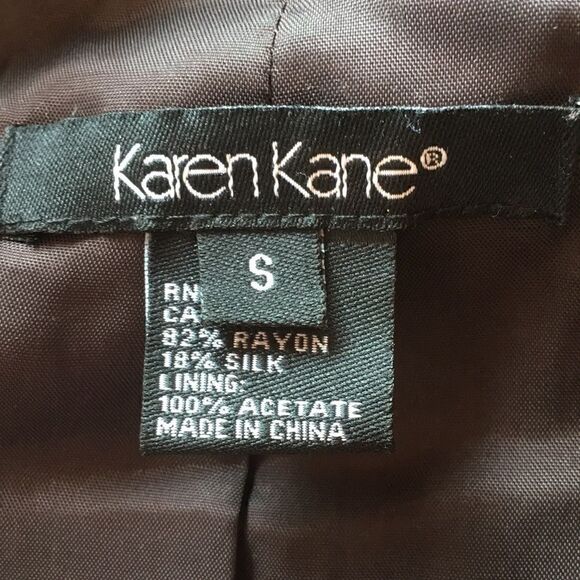 Karen Kane®
S
RN
CA
82% RAYON
18% SILK
LINING:
100% ACETATE
MADE IN CHINA